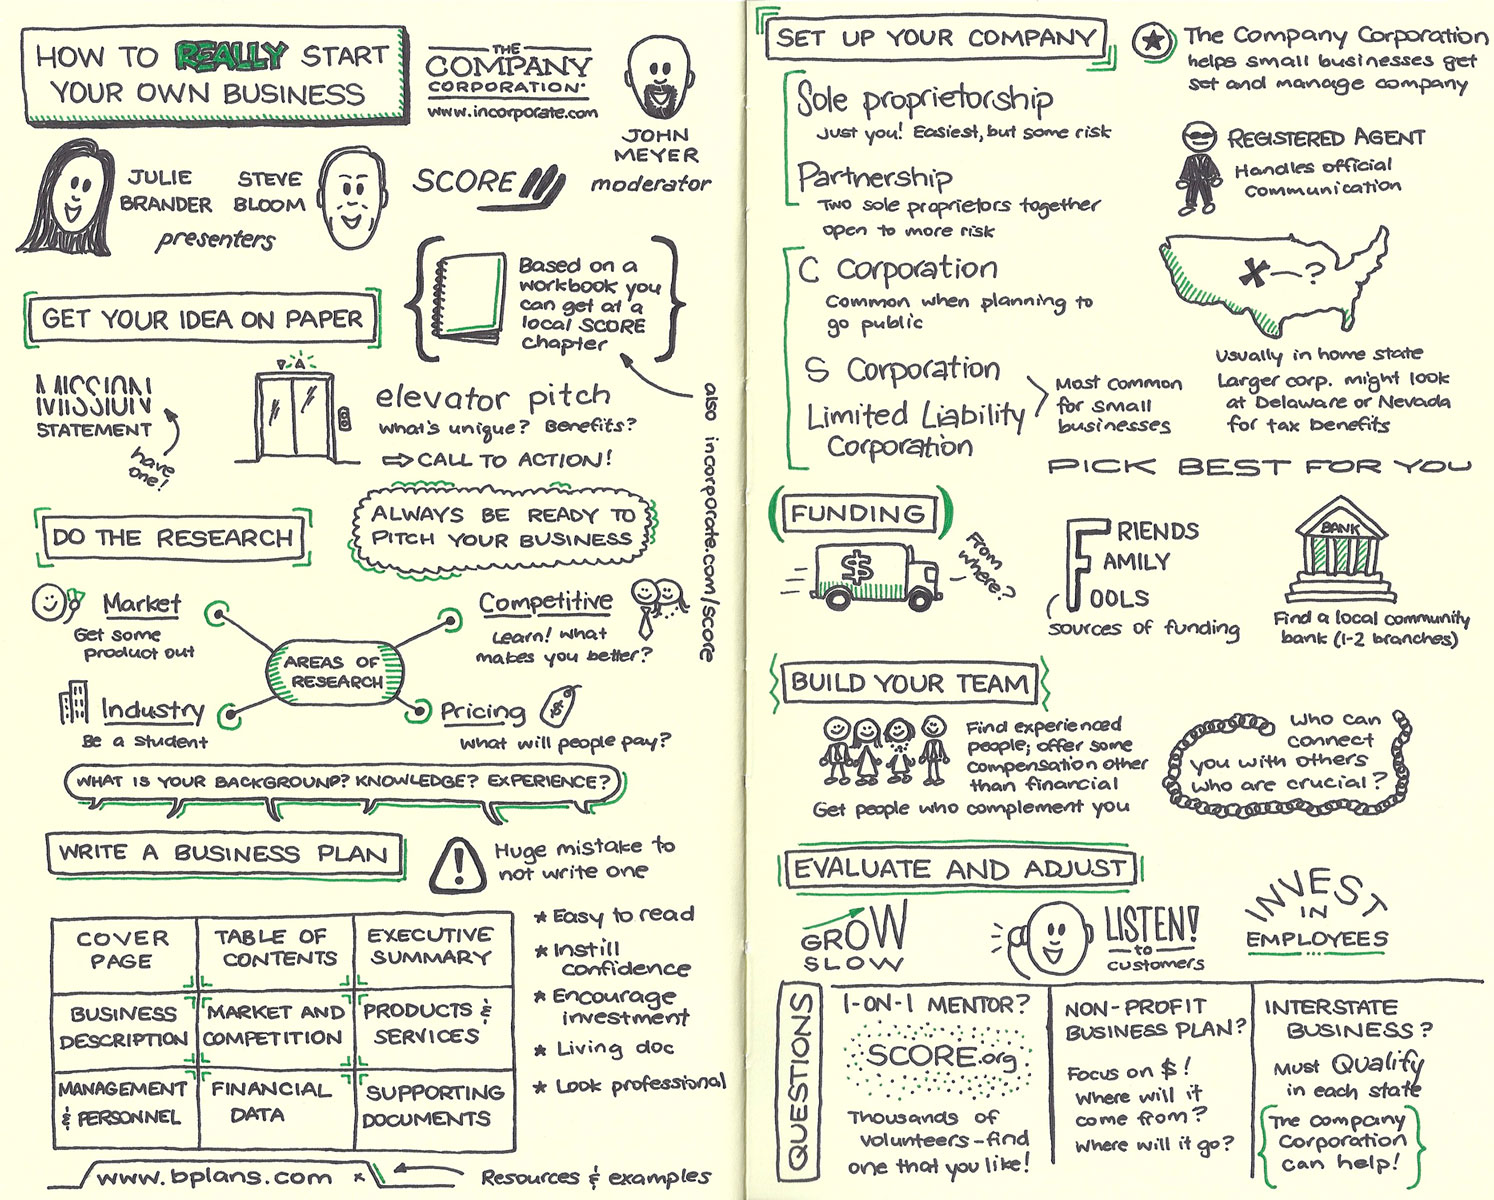 HOW TO REALLY START
YOUR OWN BUSINESS
THE
COMPANY
CORPORATION
www.incorporate.com
JOHN
MEYER
moderator
JULIE
BRANDER
STEVE
BLOOM
presenters
SCORE
Based on a
workbook you
can get at a
local SCORE
chapter
also incorporate.com/score
GET YOUR IDEA ON PAPER
MISSION
STATEMENT
have
one!
elevator pitch
what's unique? Benefits?
⇨ CALL TO ACTION!
ALWAYS BE READY TO
PITCH YOUR BUSINESS
DO THE RESEARCH
AREAS OF
RESEARCH
Market
Get some
product out
Competitive
Learn! what
makes you better?
Industry
Be a student
Pricing
$
what will people pay?
WHAT IS YOUR BACKGROUND? KNOWLEDGE? EXPERIENCE?
WRITE A BUSINESS PLAN
!
Huge mistake to
not write one
COVER
PAGE
TABLE OF
CONTENTS
EXECUTIVE
SUMMARY
BUSINESS
DESCRIPTION
MARKET AND
COMPETITION
PRODUCTS &
SERVICES
MANAGEMENT
& PERSONNEL
FINANCIAL
DATA
SUPPORTING
DOCUMENTS
* Easy to read
* Instill
confidence
* Encourage
investment
* Living doc
* Look professional
www.bplans.com x
Resources & examples
SET UP YOUR COMPANY
The Company Corporation
helps small businesses get
set and manage company
Sole proprietorship
Just you! Easiest, but some risk
Partnership
Two sole proprietors together
open to more risk
C Corporation
Common when planning to
go public
S Corporation
Limited Liability
Corporation
Most common
for small
businesses
REGISTERED AGENT
Handles official
communication
X ?
Usually in home state
Larger corp. might look
at Delaware or Nevada
for tax benefits
PICK BEST FOR YOU
FUNDING
$
From
where?
FRIENDS
FAMILY
FOOLS
sources of funding
BANK
Find a local community
bank (1-2 branches)
BUILD YOUR TEAM
Find experienced
people; offer some
compensation other
than financial
Get people who complement you
Who can
connect
you with others
who are crucial?
EVALUATE AND ADJUST
GROW
SLOW
LISTEN!
to
customers
INVEST
IN
EMPLOYEES
QUESTIONS
1-ON-1 MENTOR?
SCORE.org
Thousands of
volunteers - find
one that you like!
NON-PROFIT
BUSINESS PLAN?
Focus on $!
Where will it
come from?
Where will it go?
INTERSTATE
BUSINESS?
Must Qualify
in each state
The Company
Corporation
can help!